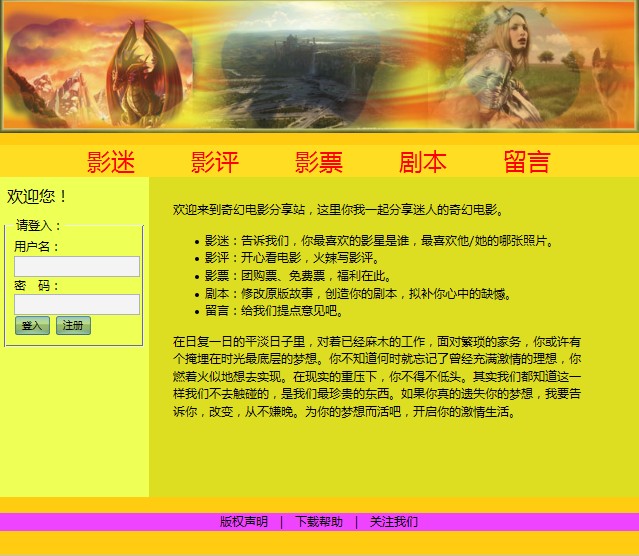 影迷 影评 影票 剧本 留言
欢迎您！
请登入：
用户名：
密 码：
登入 注册
欢迎来到奇幻电影分享站，这里你我一起分享迷人的奇幻电影。
影迷：告诉我们，你最喜欢的影星是谁，最喜欢他/她的哪张照片。
影评：开心看电影，火辣写影评。
影票：团购票、免费票，福利在此。
剧本：修改原版故事，创造你的剧本，拟补你心中的缺憾。
留言：给我们提点意见吧。
在日复一日的平淡日子里，对着已经麻木的工作，面对繁琐的家务，你或许有
个掩埋在时光最底层的梦想。你不知道何时就忘记了曾经充满激情的理想，你
燃着火似地想去实现。在现实的重压下，你不得不低头。其实我们都知道这一
样我们不去触碰的，是我们最珍贵的东西。如果你真的遗失你的梦想，我要告
诉你，改变，从不嫌晚。为你的梦想而活吧，开启你的激情生活。
版权声明 | 下载帮助 | 关注我们